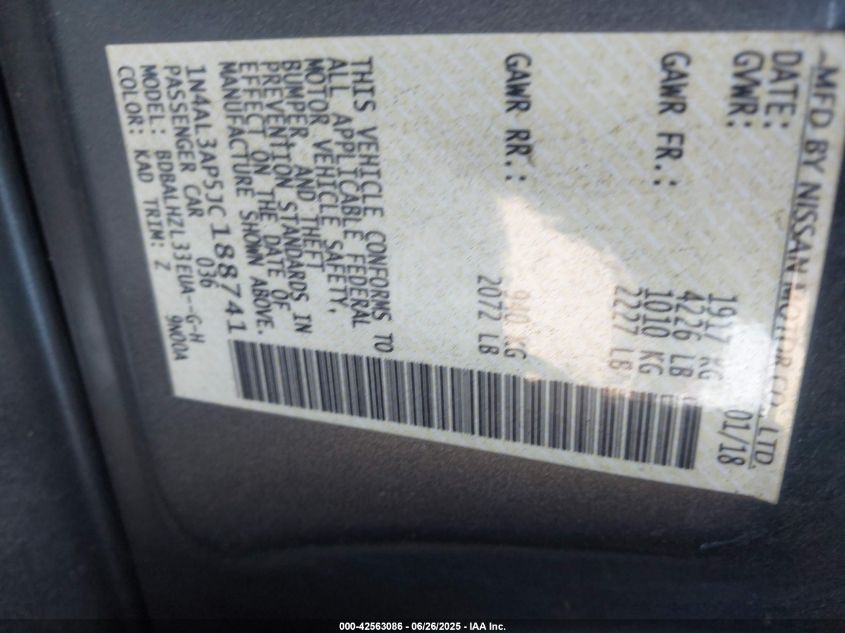 MFD BY NISSAN MOTOR CO., LTD.
DATE: 01/18
GVWR: 1917 KG
4226 LB
GAWR FR.: 1010 KG
2227 LB
GAWR RR.: 940 KG
2072 LB
THIS VEHICLE CONFORMS TO
ALL APPLICABLE FEDERAL
MOTOR VEHICLE SAFETY,
BUMPER, AND THEFT
PREVENTION STANDARDS IN
EFFECT ON THE DATE OF
MANUFACTURE SHOWN ABOVE.
1N4AL3AP5JC188741
PASSENGER CAR 036
MODEL: BDBALHZL33EUA--G-H
COLOR: KAD TRIM: Z 9N00A
000-42563086 - 06/26/2025 - IAA Inc.